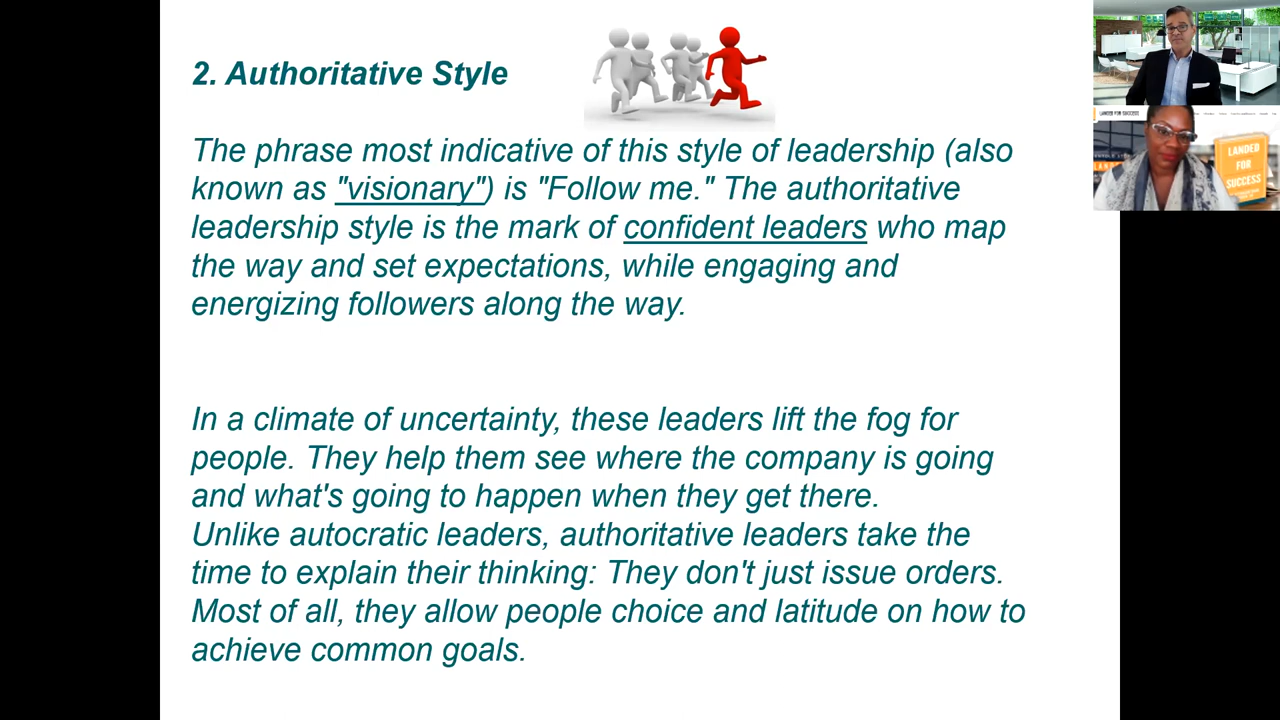 2. Authoritative Style
The phrase most indicative of this style of leadership (also
known as "visionary") is "Follow me." The authoritative
leadership style is the mark of confident leaders who map
the way and set expectations, while engaging and
energizing followers along the way.
In a climate of uncertainty, these leaders lift the fog for
people. They help them see where the company is going
and what's going to happen when they get there.
Unlike autocratic leaders, authoritative leaders take the
time to explain their thinking: They don't just issue orders.
Most of all, they allow people choice and latitude on how to
achieve common goals.
LANDED FOR SUCCESS
LANDED
FOR
SUCCESS